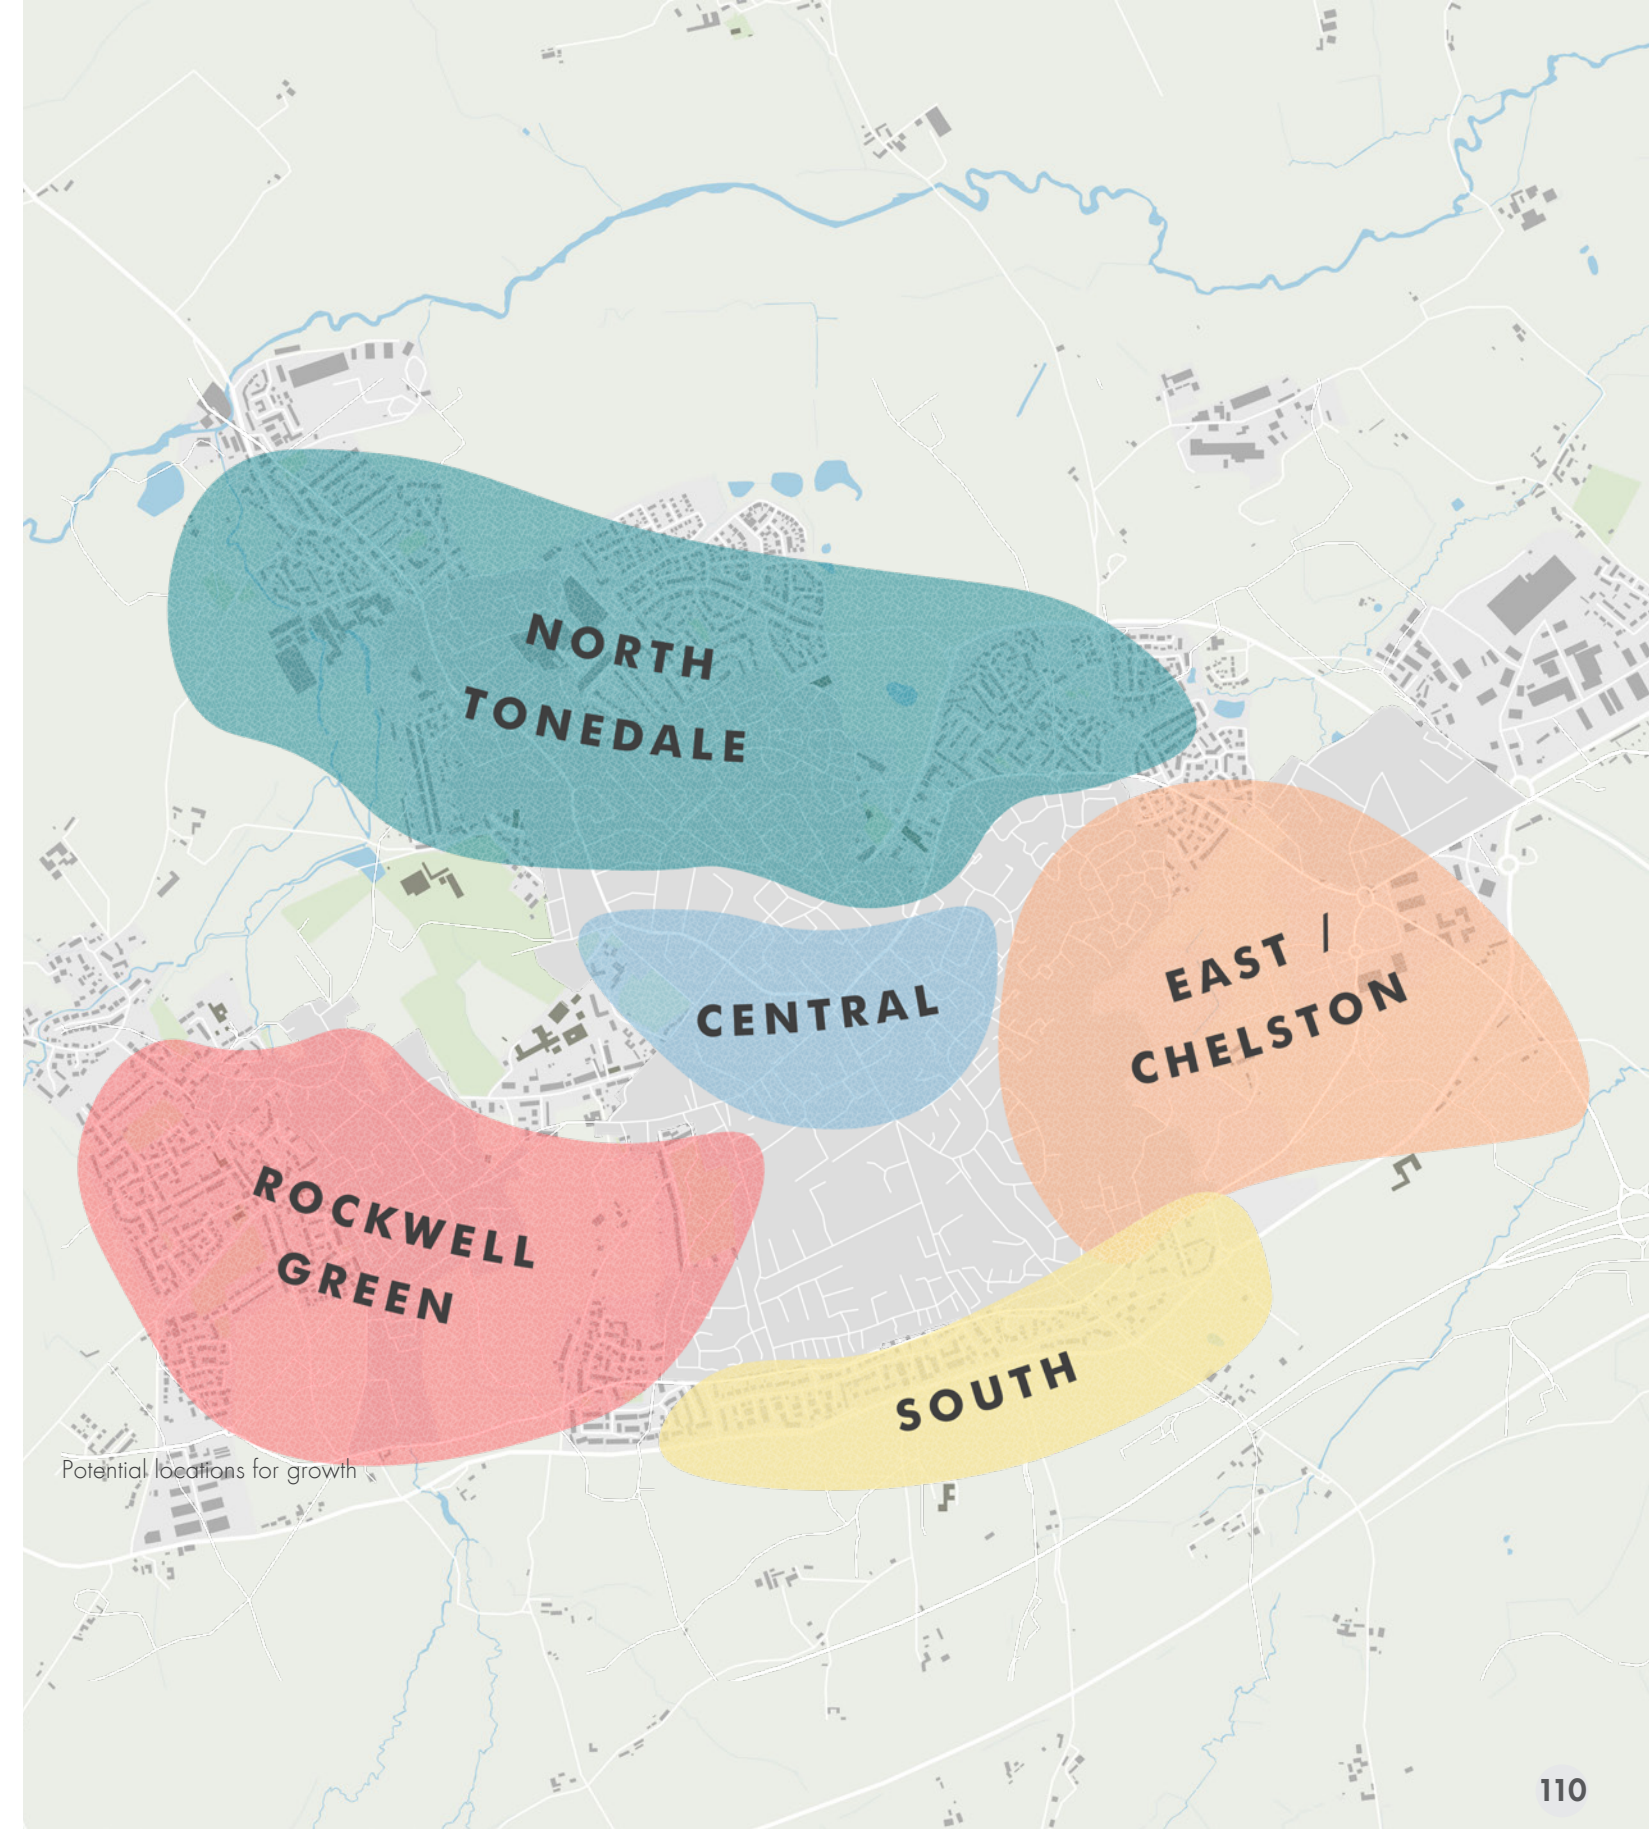 NORTH
TONEDALE
EAST /
CHELSTON
CENTRAL
ROCKWELL
GREEN
SOUTH
Potential locations for growth
110